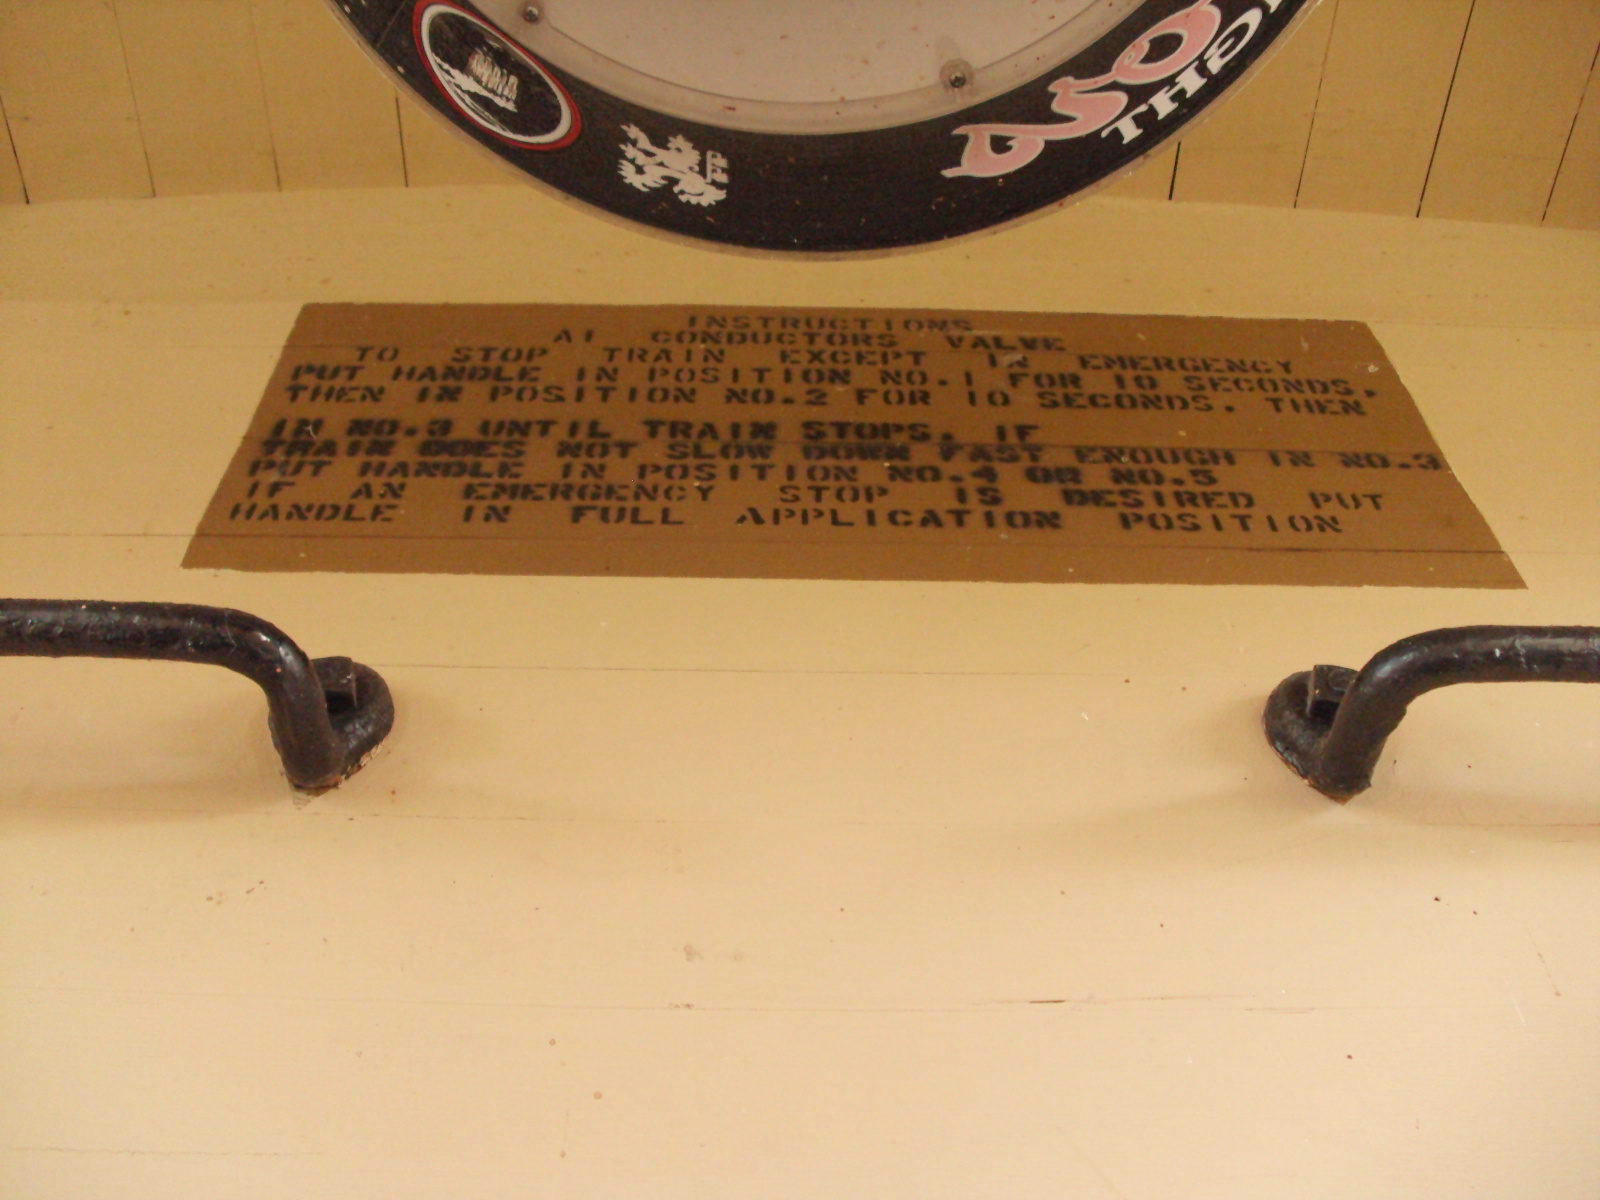 THEOR
FF
INSTRUCTIONS
A1 CONDUCTORS VALVE
TO STOP TRAIN EXCEPT IN EMERGENCY
PUT HANDLE IN POSITION NO.1 FOR 10 SECONDS,
THEN IN POSITION NO.2 FOR 10 SECONDS. THEN
IN NO.3 UNTIL TRAIN STOPS. IF
TRAIN DOES NOT SLOW DOWN FAST ENOUGH IN NO.3
PUT HANDLE IN POSITION NO.4 OR NO.5
IF AN EMERGENCY STOP IS DESIRED PUT
HANDLE IN FULL APPLICATION POSITION